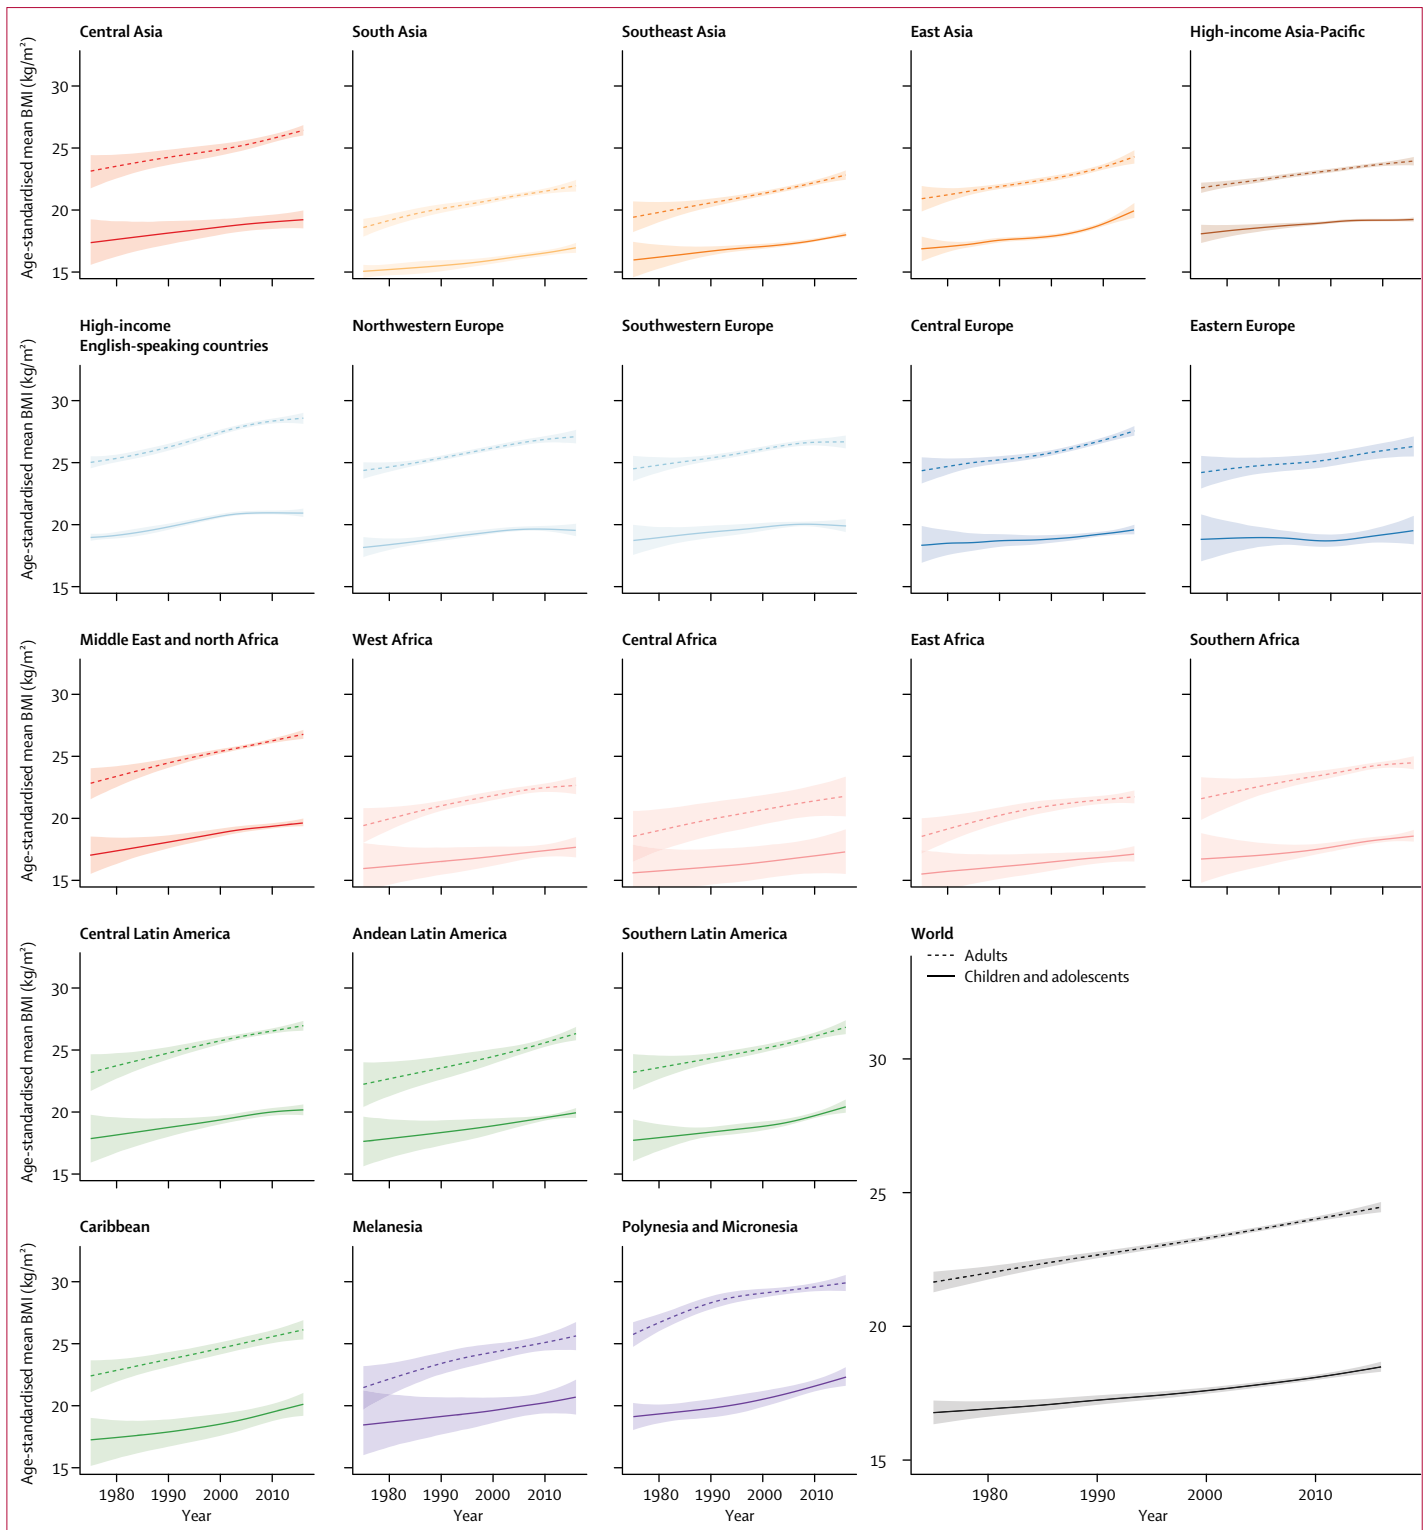 Central Asia
South Asia
Southeast Asia
East Asia
High-income Asia-Pacific
Age-standardised mean BMI (kg/m²)
30
25
20
15
High-income
English-speaking countries
Northwestern Europe
Southwestern Europe
Central Europe
Eastern Europe
Age-standardised mean BMI (kg/m²)
30
25
20
15
Middle East and north Africa
West Africa
Central Africa
East Africa
Southern Africa
Age-standardised mean BMI (kg/m²)
30
25
20
15
Central Latin America
Andean Latin America
Southern Latin America
World
Adults
Children and adolescents
Age-standardised mean BMI (kg/m²)
30
25
20
15
30
25
20
15
Caribbean
Melanesia
Polynesia and Micronesia
Age-standardised mean BMI (kg/m²)
30
25
20
15
1980 1990 2000 2010
Year
1980 1990 2000 2010
Year
1980 1990 2000 2010
Year
1980 1990 2000 2010
Year